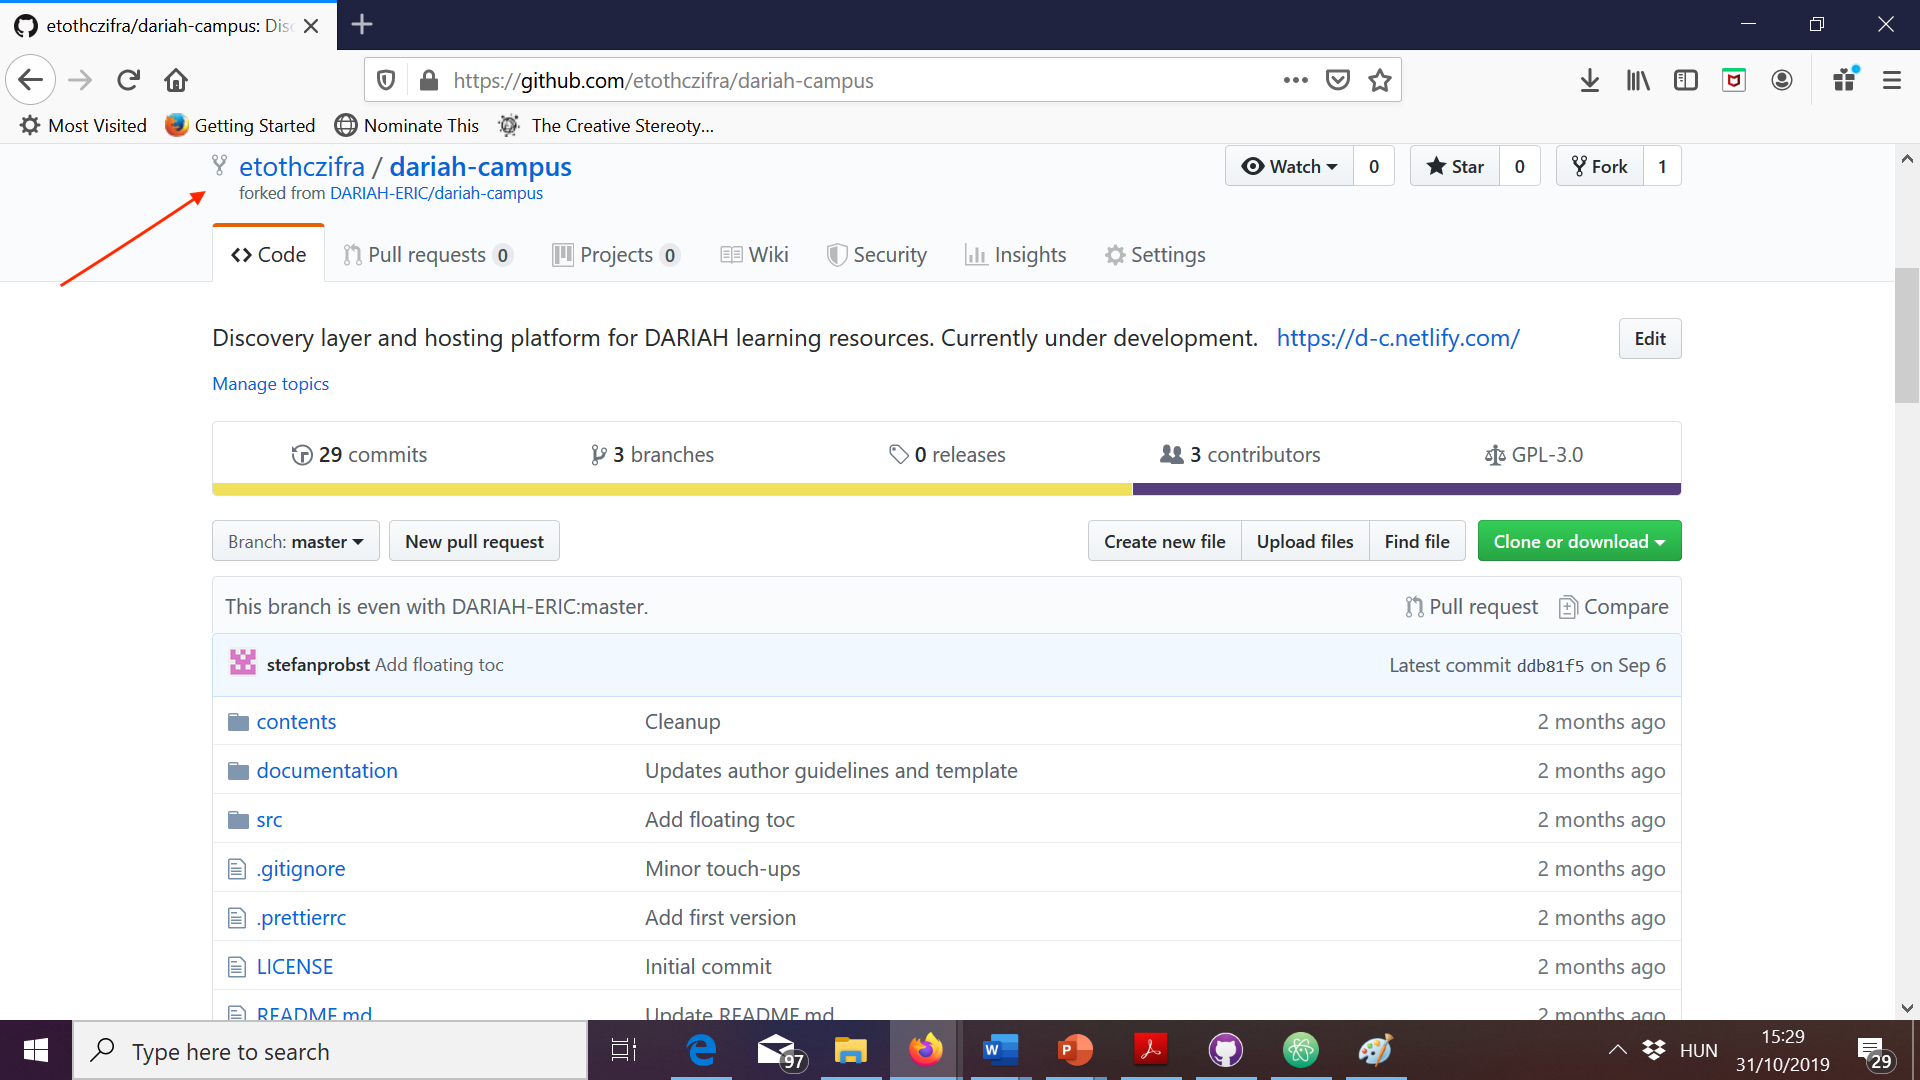 etothczifra/dariah-campus: Disc
https://github.com/etothczifra/dariah-campus
Most Visited Getting Started Nominate This The Creative Stereoty...
etothczifra / dariah-campus
forked from DARIAH-ERIC/dariah-campus
Watch 0 Star 0 Fork 1
Code Pull requests 0 Projects 0 Wiki Security Insights Settings
Discovery layer and hosting platform for DARIAH learning resources. Currently under development. https://d-c.netlify.com/
Edit
Manage topics
29 commits 3 branches 0 releases 3 contributors GPL-3.0
Branch: master New pull request Create new file Upload files Find file Clone or download
This branch is even with DARIAH-ERIC:master. Pull request Compare
stefanprobst Add floating toc Latest commit ddb81f5 on Sep 6
contents Cleanup 2 months ago
documentation Updates author guidelines and template 2 months ago
src Add floating toc 2 months ago
.gitignore Minor touch-ups 2 months ago
.prettierrc Add first version 2 months ago
LICENSE Initial commit 2 months ago
README.md Update README.md 2 months ago
Type here to search 97 W P HUN 15:29
31/10/2019 29